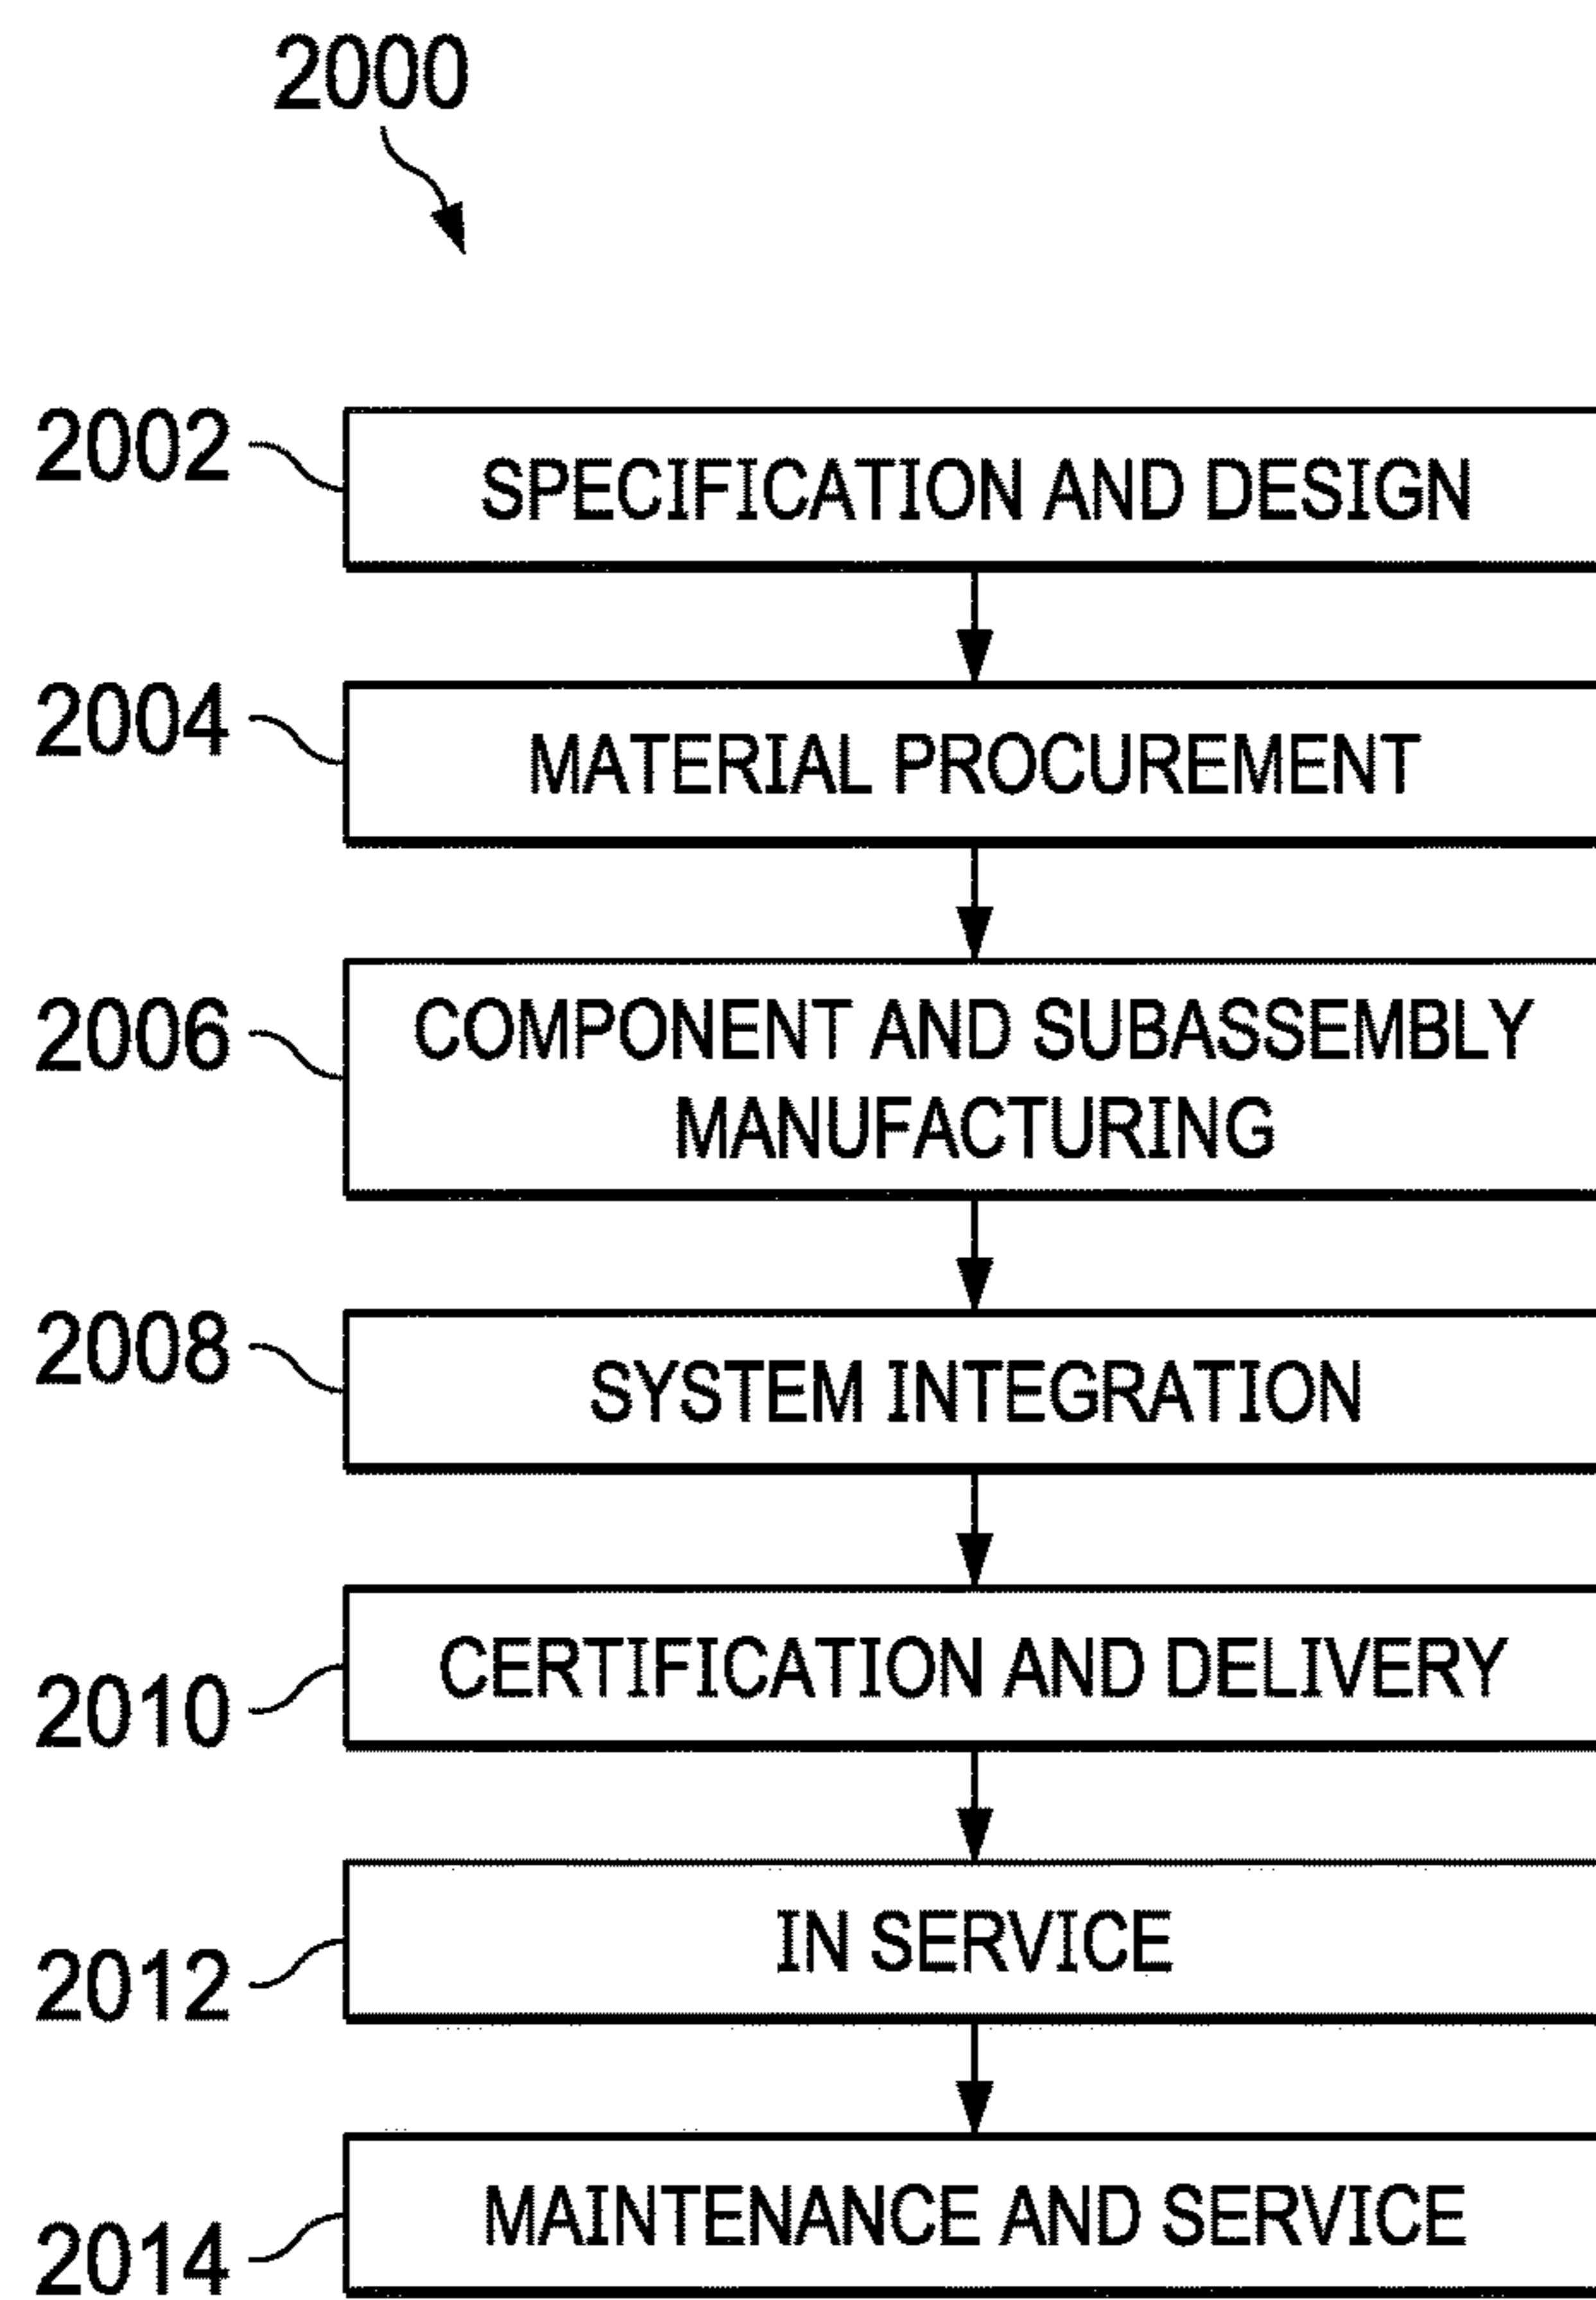 2000
2002 SPECIFICATION AND DESIGN
2004 MATERIAL PROCUREMENT
2006 COMPONENT AND SUBASSEMBLY
MANUFACTURING
2008 SYSTEM INTEGRATION
2010 CERTIFICATION AND DELIVERY
2012 IN SERVICE
2014 MAINTENANCE AND SERVICE